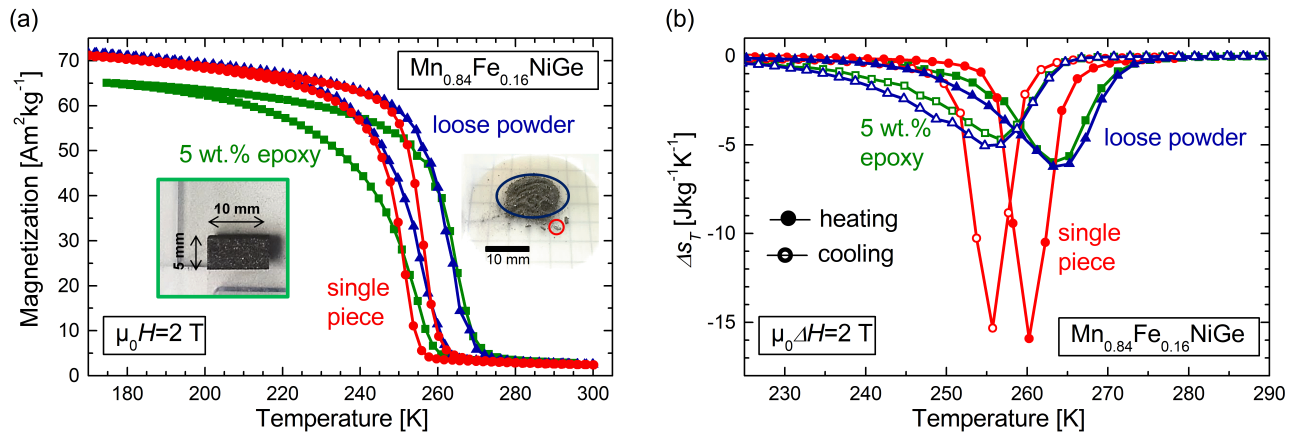 (a)
Magnetization [Am²kg⁻¹]
70
60
50
40
30
20
10
0
180 200 220 240 260 280 300
Temperature [K]
Mn₀.₈₄Fe₀.₁₆NiGe
loose powder
5 wt.% epoxy
10 mm
5 mm
10 mm
single
piece
μ₀H=2 T
(b)
Δs_T [Jkg⁻¹K⁻¹]
0
-5
-10
-15
230 240 250 260 270 280 290
Temperature [K]
5 wt.%
epoxy
loose powder
heating
cooling
single
piece
μ₀ΔH=2 T
Mn₀.₈₄Fe₀.₁₆NiGe